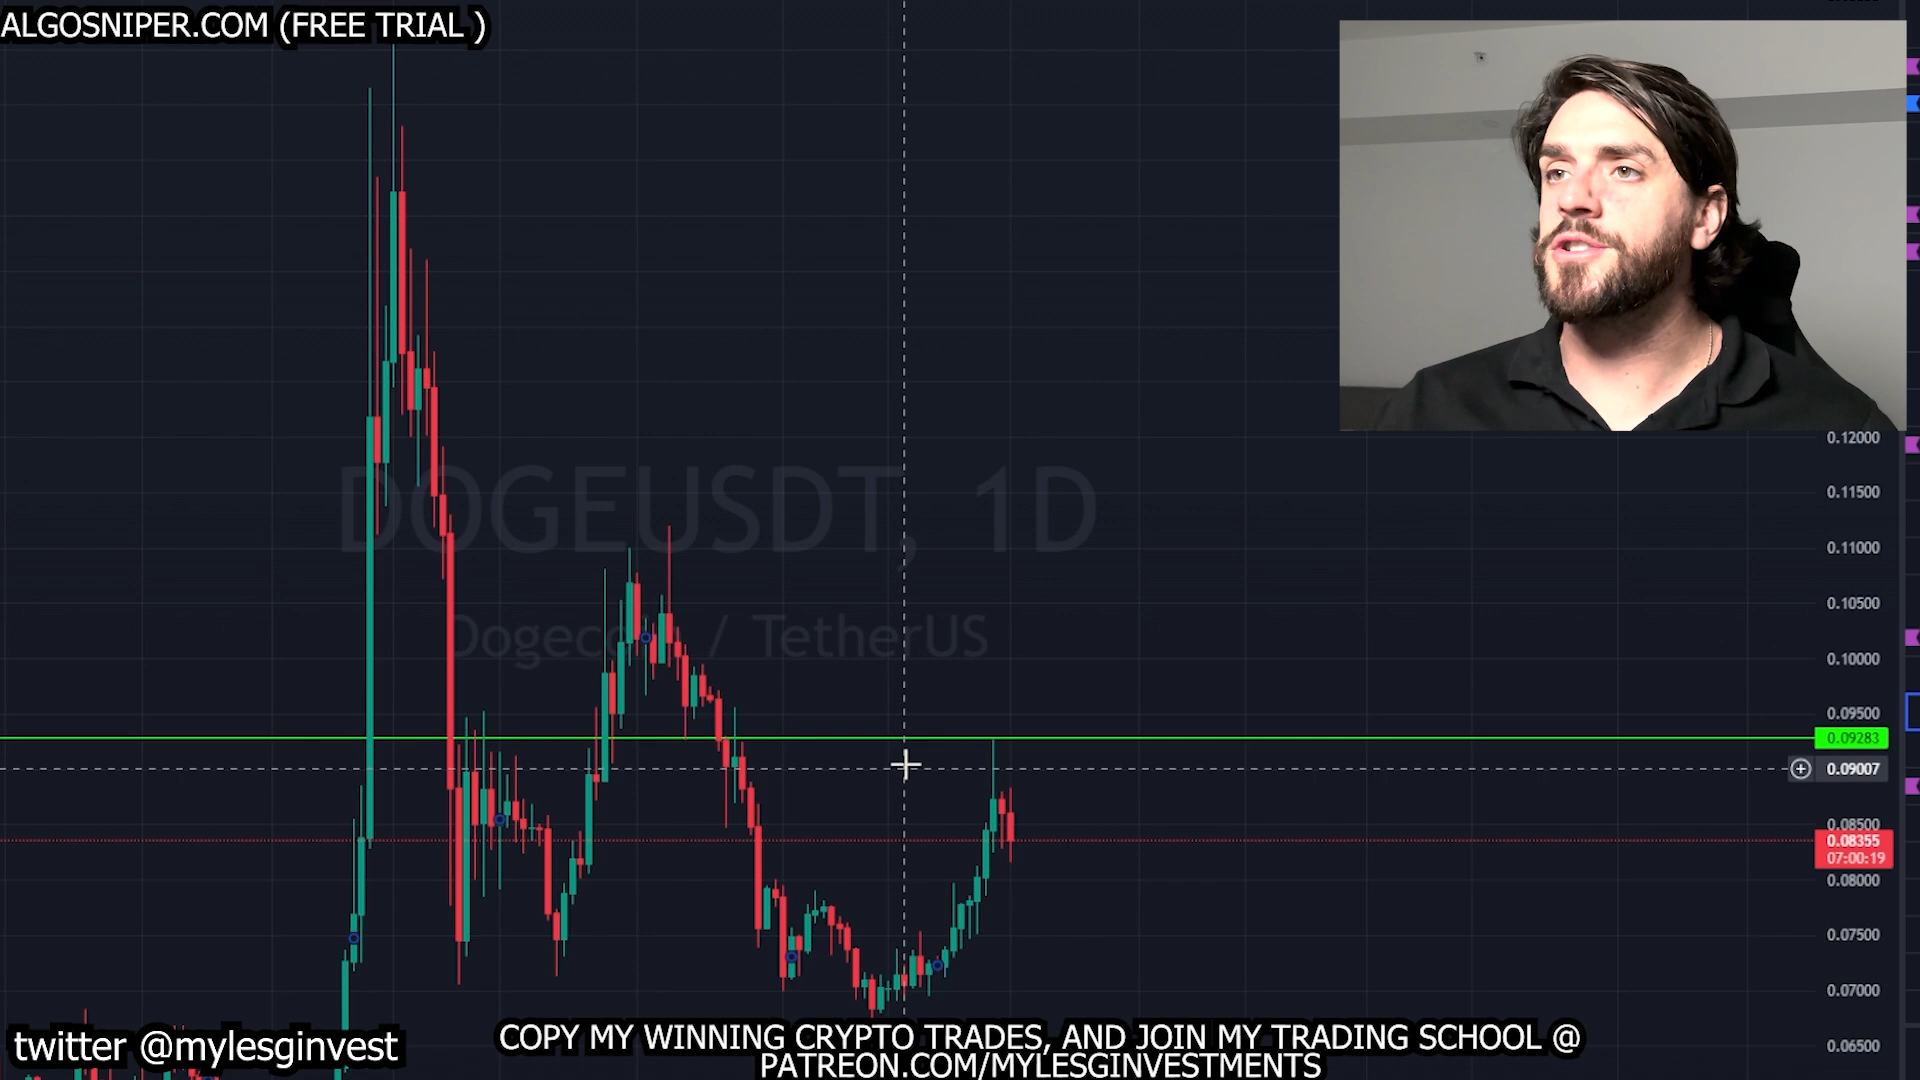 ALGOSNIPER.COM (FREE TRIAL )
DOGEUSDT, 1D
Dogecoin / TetherUS
0.12000
0.11500
0.11000
0.10500
0.10000
0.09500
0.09283
0.09007
0.08500
0.08355
07:00:19
0.08000
0.07500
0.07000
0.06500
twitter @mylesginvest
COPY MY WINNING CRYPTO TRADES, AND JOIN MY TRADING SCHOOL @
PATREON.COM/MYLESGINVESTMENTS